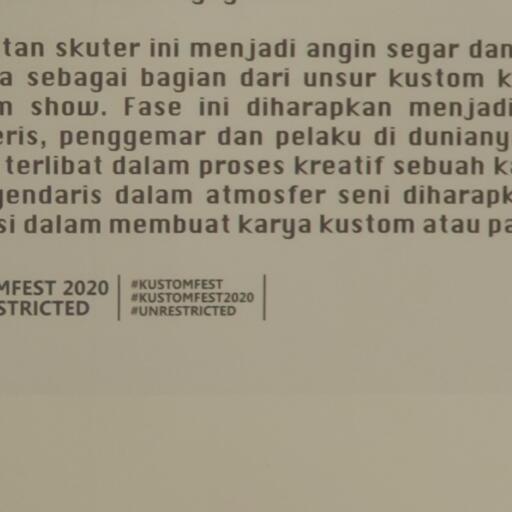 tan skuter ini menjadi angin segar dan
a sebagai bagian dari unsur kustom k
m show. Fase ini diharapkan menjadi
eris, penggemar dan pelaku di duniany
terlibat dalam proses kreatif sebuah ka
gendaris dalam atmosfer seni diharapk
si dalam membuat karya kustom atau pa
MFEST 2020
STRICTED
#KUSTOMFEST
#KUSTOMFEST2020
#UNRESTRICTED